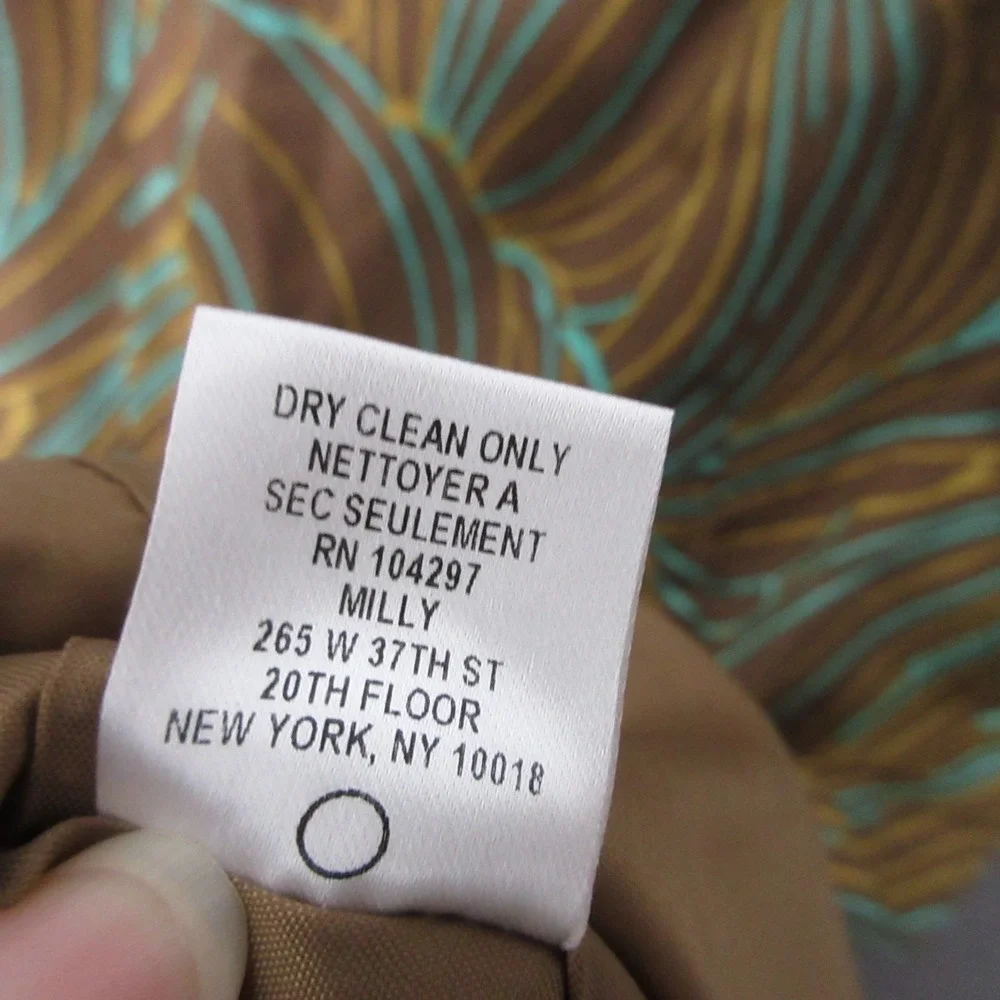 DRY CLEAN ONLY
NETTOYER A
SEC SEULEMENT
RN 104297
MILLY
265 W 37TH ST
20TH FLOOR
NEW YORK, NY 10018